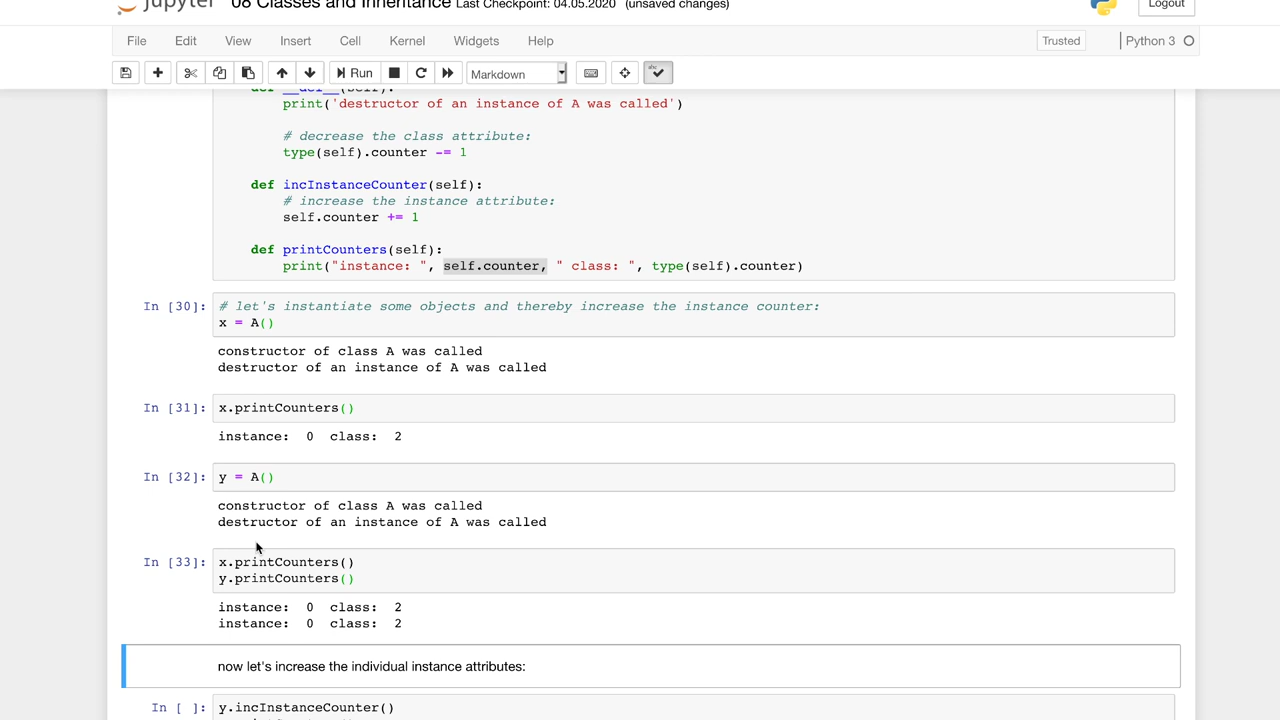 Jupyter 08 Classes and Inheritance Last Checkpoint: 04.05.2020 (unsaved changes)
Logout
File Edit View Insert Cell Kernel Widgets Help
Trusted
Python 3
Run
Markdown
def __del__(self):
print('destructor of an instance of A was called')
# decrease the class attribute:
type(self).counter -= 1
def incInstanceCounter(self):
# increase the instance attribute:
self.counter += 1
def printCounters(self):
print("instance: ", self.counter, " class: ", type(self).counter)
In [30]: # let's instantiate some objects and thereby increase the instance counter:
x = A()
constructor of class A was called
destructor of an instance of A was called
In [31]: x.printCounters()
instance:  0  class:  2
In [32]: y = A()
constructor of class A was called
destructor of an instance of A was called
In [33]: x.printCounters()
y.printCounters()
instance:  0  class:  2
instance:  0  class:  2
now let's increase the individual instance attributes:
In [ ]: y.incInstanceCounter()